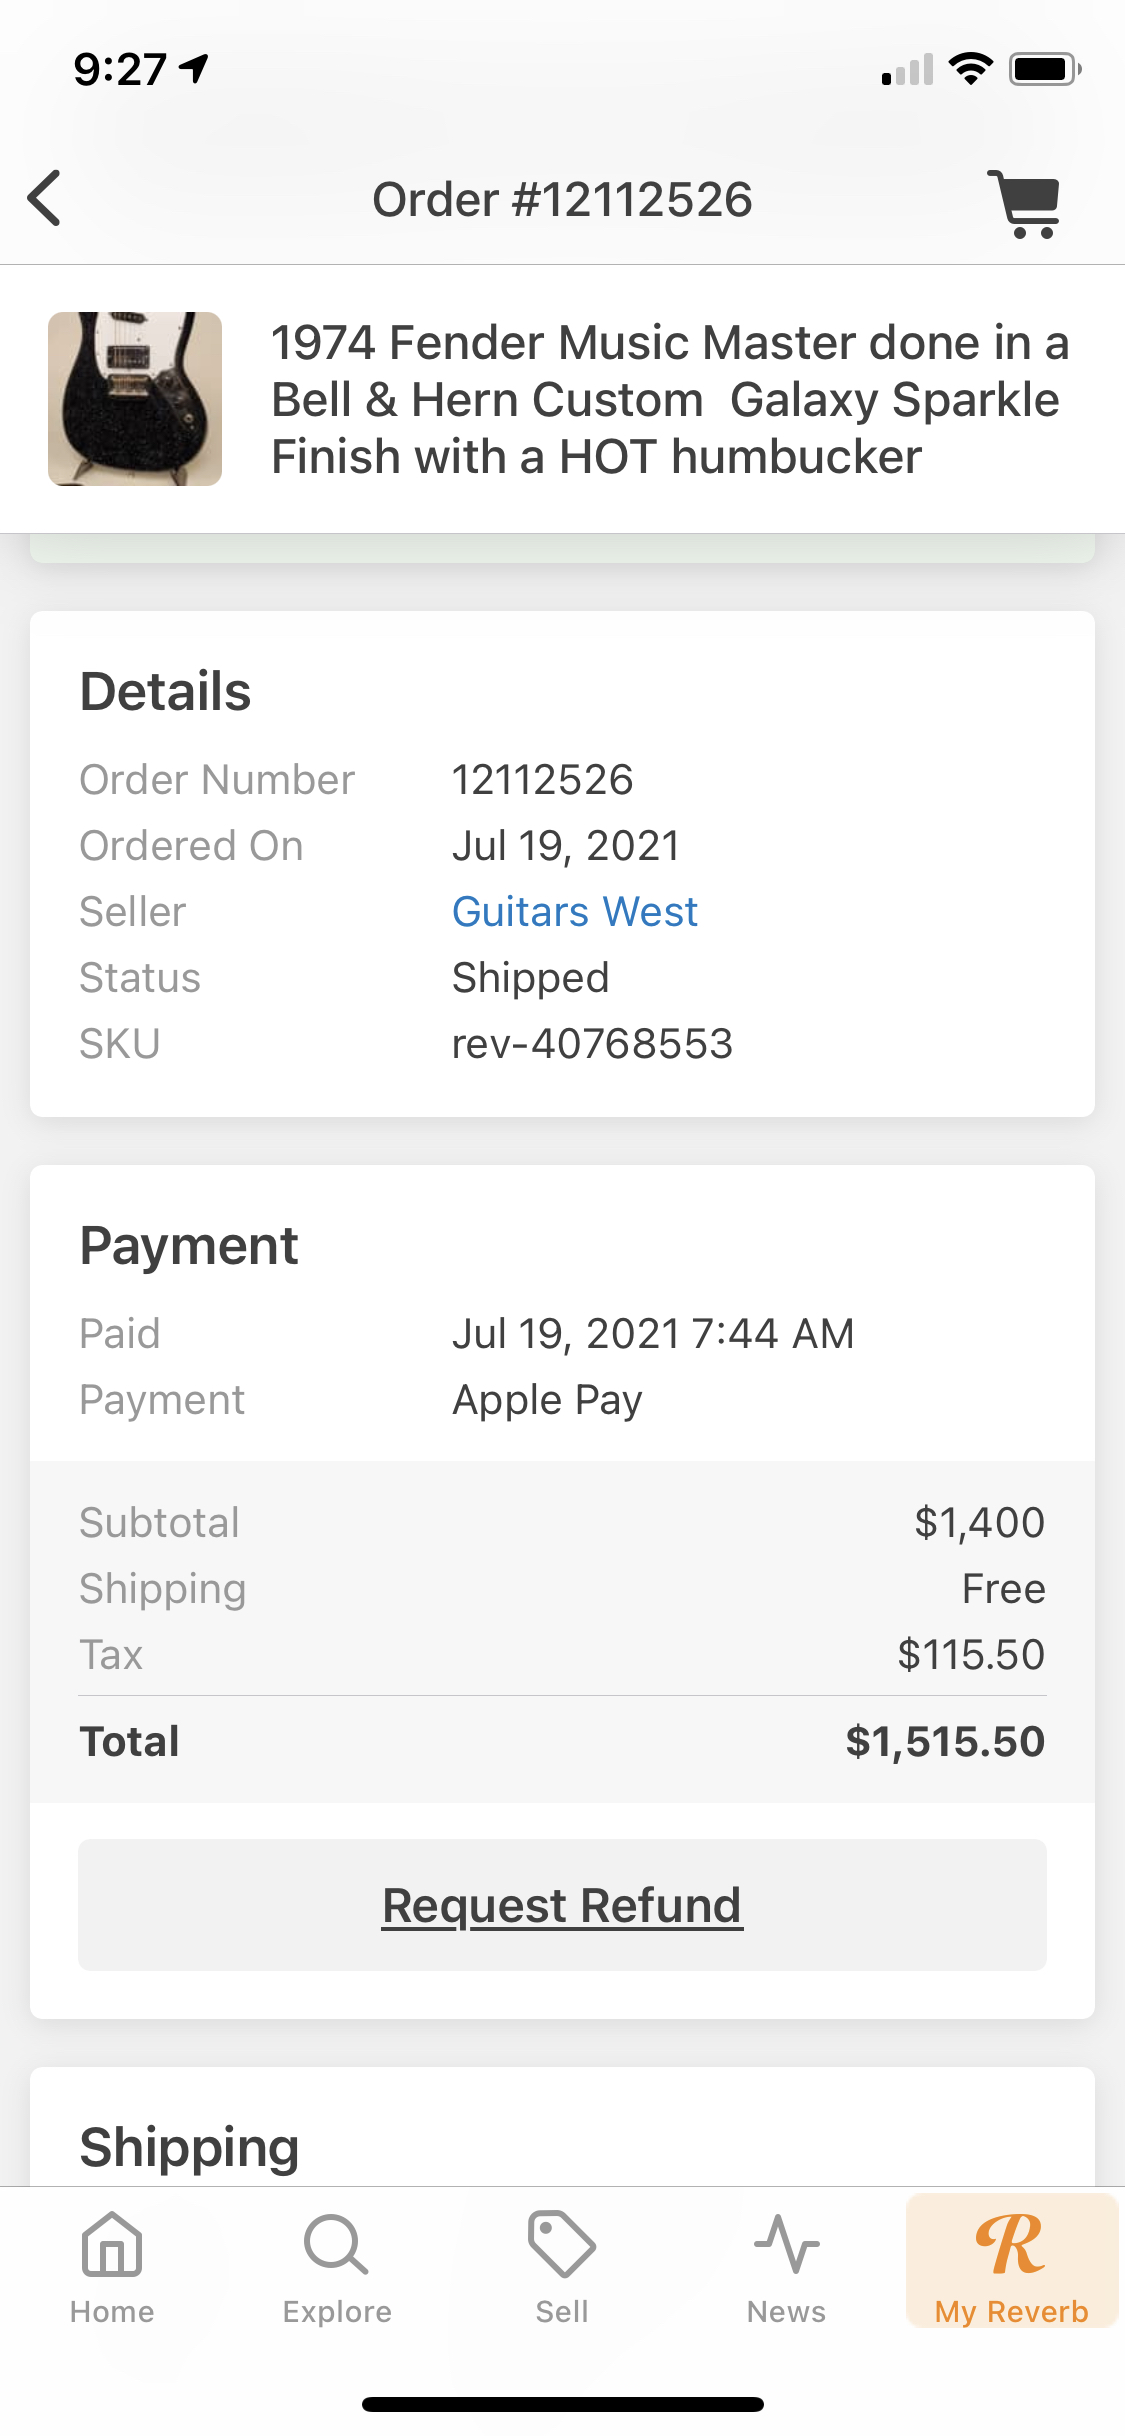 9:27
Order #12112526
1974 Fender Music Master done in a
Bell & Hern Custom  Galaxy Sparkle
Finish with a HOT humbucker
Details
Order Number 12112526
Ordered On Jul 19, 2021
Seller Guitars West
Status Shipped
SKU rev-40768553
Payment
Paid Jul 19, 2021 7:44 AM
Payment Apple Pay
Subtotal $1,400
Shipping Free
Tax $115.50
Total $1,515.50
Request Refund
Shipping
Home Explore Sell News My Reverb